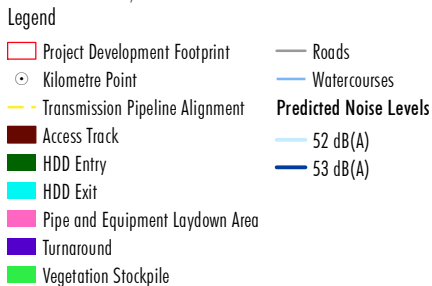 Legend
Project Development Footprint
Kilometre Point
Transmission Pipeline Alignment
Access Track
HDD Entry
HDD Exit
Pipe and Equipment Laydown Area
Turnaround
Vegetation Stockpile
Roads
Watercourses
Predicted Noise Levels
52 dB(A)
53 dB(A)